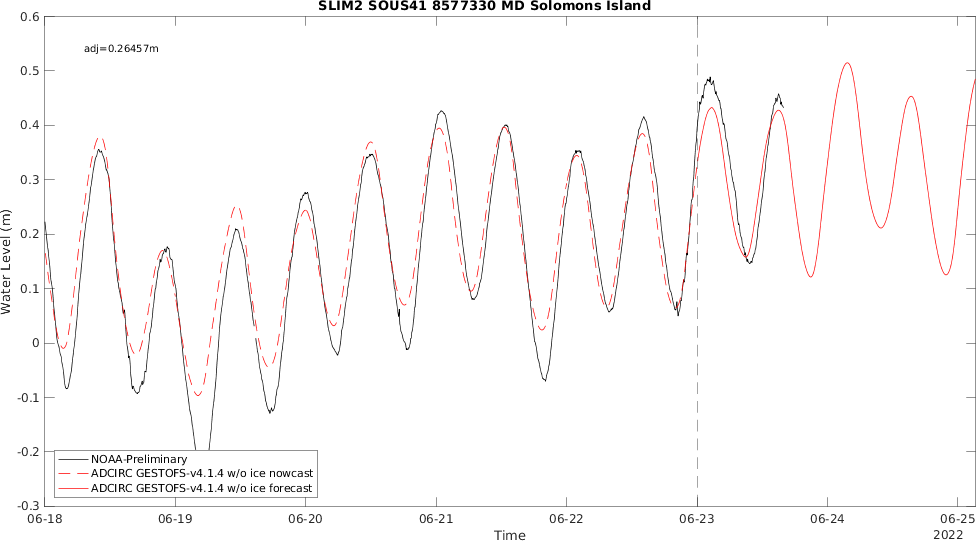 SLIM2 SOUS41 8577330 MD Solomons Island
adj=0.26457m
0.6
0.5
0.4
0.3
0.2
0.1
0
-0.1
-0.2
-0.3
Water Level (m)
NOAA-Preliminary
ADCIRC GESTOFS-v4.1.4 w/o ice nowcast
ADCIRC GESTOFS-v4.1.4 w/o ice forecast
06-18 06-19 06-20 06-21 06-22 06-23 06-24 06-25
Time
2022